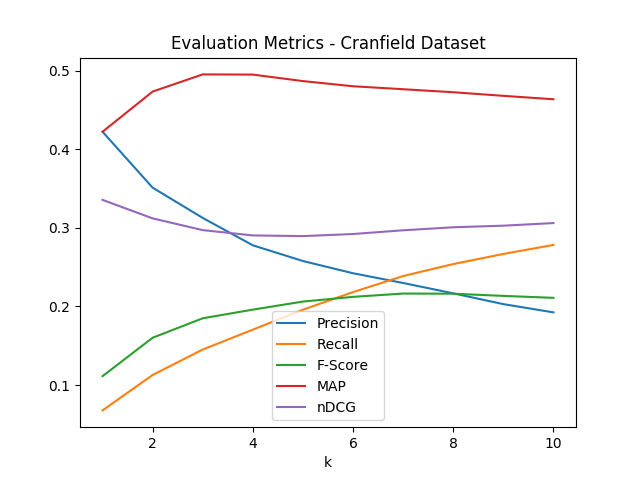 Evaluation Metrics - Cranfield Dataset
0.5
0.4
0.3
0.2
0.1
Precision
Recall
F-Score
MAP
nDCG
2 4 6 8 10
k